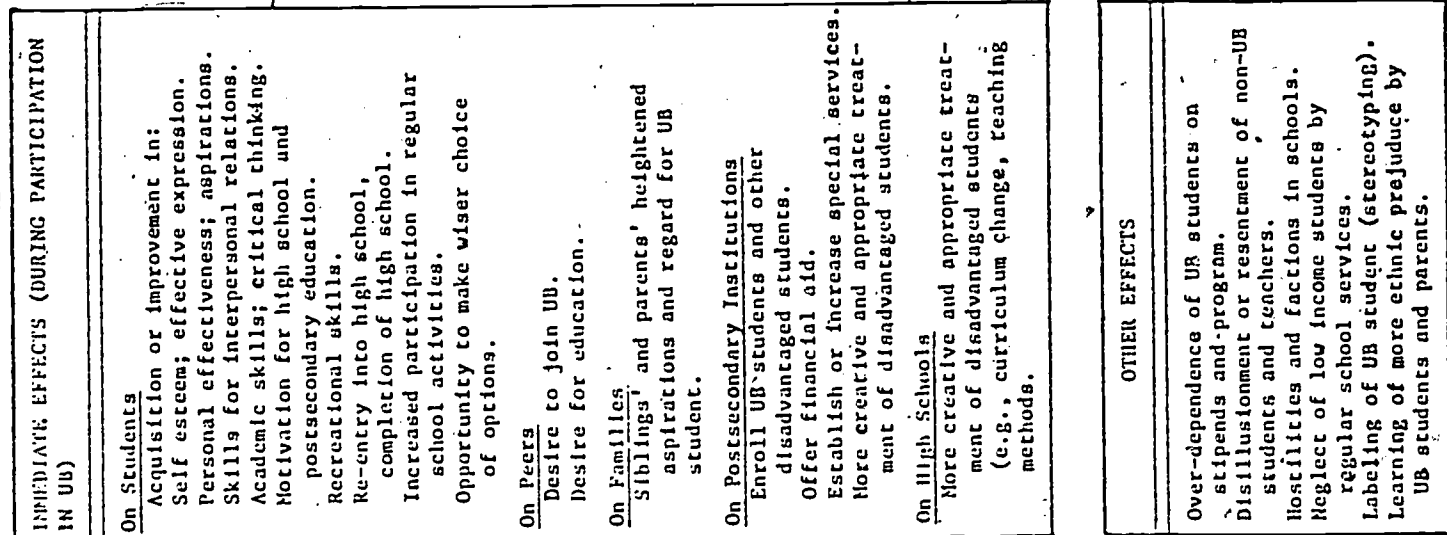 IMMEDIATE EFFECTS (DURING PARTICIPATION
IN UB)
On Students
Acquisition or improvement in:
Self esteem; effective expression.
Personal effectiveness; aspirations.
Skills for interpersonal relations.
Academic skills; critical thinking.
Motivation for high school and
postsecondary education.
Recreational skills.
Re-entry into high school,
completion of high school.
Increased participation in regular
school activities.
Opportunity to make wiser choice
of options.
On Peers
Desire to join UB.
Desire for education.
On Families
Siblings' and parents' heightened
aspirations and regard for UB
student.
On Postsecondary Institutions
Enroll UB students and other
disadvantaged students.
Offer financial aid.
Establish or increase special services.
More creative and appropriate treat-
ment of disadvantaged students.
On High Schools
More creative and appropriate treat-
ment of disadvantaged students
(e.g., curriculum change, teaching
methods.
OTHER EFFECTS
Over-dependence of UB students on
stipends and program.
Disillusionment or resentment of non-UB
students and teachers.
Hostilities and factions in schools.
Neglect of low income students by
regular school services.
Labeling of UB student (stereotyping).
Learning of more ethnic prejuduce by
UB students and parents.